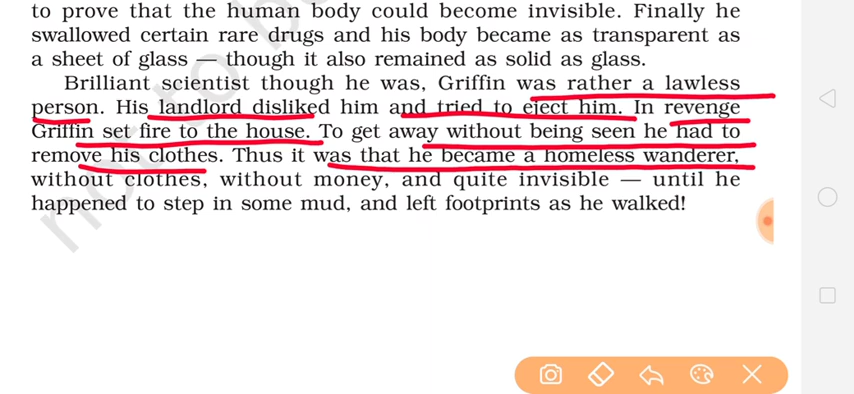 to prove that the human body could become invisible. Finally he
swallowed certain rare drugs and his body became as transparent as
a sheet of glass — though it also remained as solid as glass.
Brilliant scientist though he was, Griffin was rather a lawless
person. His landlord disliked him and tried to eject him. In revenge
Griffin set fire to the house. To get away without being seen he had to
remove his clothes. Thus it was that he became a homeless wanderer,
without clothes, without money, and quite invisible — until he
happened to step in some mud, and left footprints as he walked!